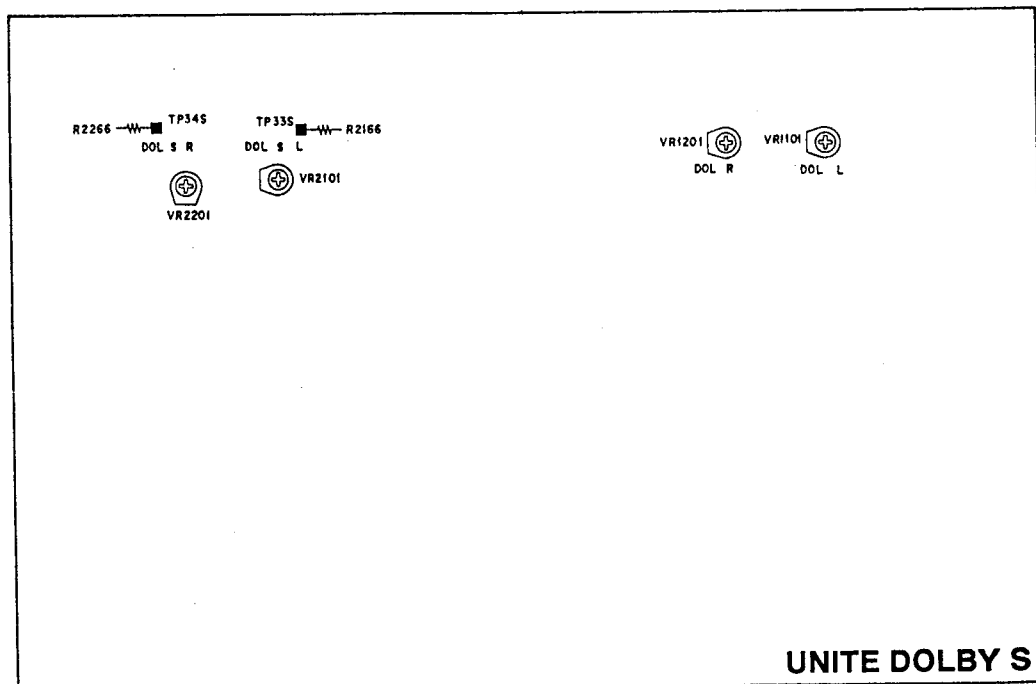 R2266 TP34S TP33S R2166
DOL S R DOL S L
VR2101
VR2201
VR1201 VR1101
DOL R DOL L
UNITE DOLBY S